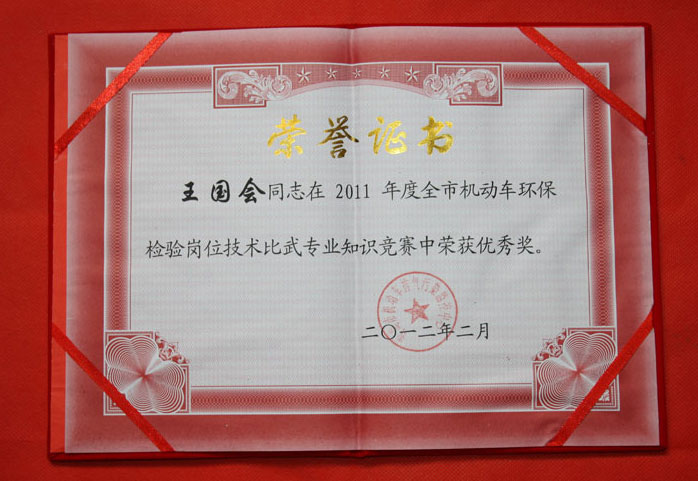 荣誉证书
王国会同志在 2011 年度全市机动车环保
检验岗位技术比武专业知识竞赛中荣获优秀奖。
二〇一二年二月